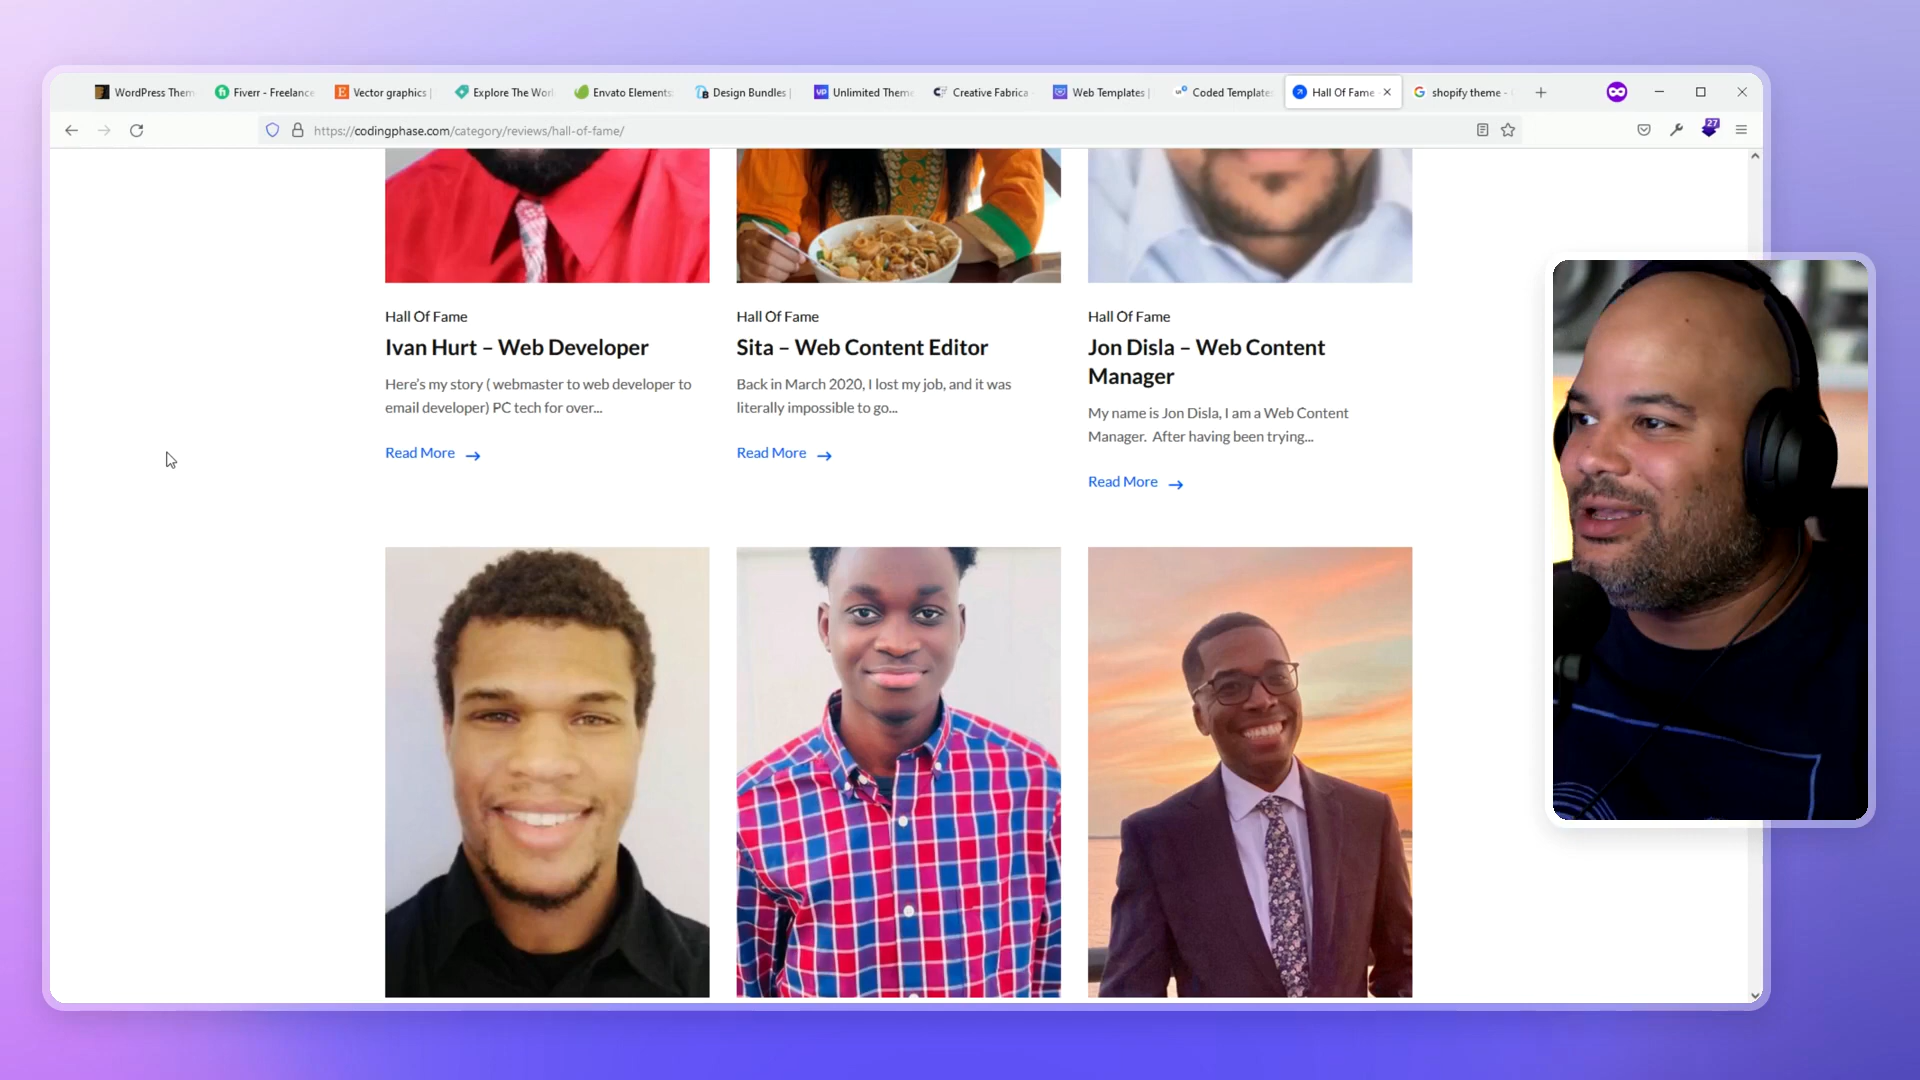 WordPress Them
Fiverr - Freelance
Vector graphics |
Explore The Worl
Envato Elements:
Design Bundles |
Unlimited Theme
Creative Fabrica -
Web Templates |
Coded Template
Hall Of Fame
shopify theme -
https://codingphase.com/category/reviews/hall-of-fame/
27
Hall Of Fame
Ivan Hurt – Web Developer
Here's my story ( webmaster to web developer to
email developer) PC tech for over...
Read More
Hall Of Fame
Sita – Web Content Editor
Back in March 2020, I lost my job, and it was
literally impossible to go...
Read More
Hall Of Fame
Jon Disla – Web Content
Manager
My name is Jon Disla, I am a Web Content
Manager. After having been trying...
Read More